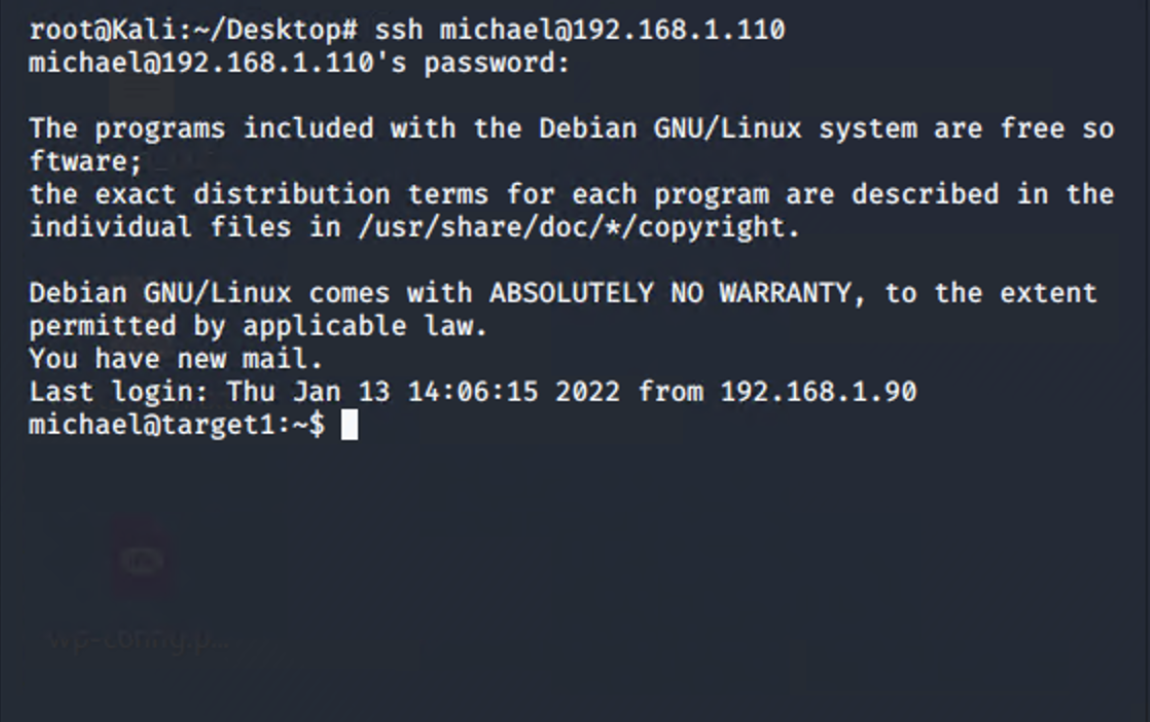 root@Kali:~/Desktop# ssh michael@192.168.1.110
michael@192.168.1.110's password:
The programs included with the Debian GNU/Linux system are free so
ftware;
the exact distribution terms for each program are described in the
individual files in /usr/share/doc/*/copyright.
Debian GNU/Linux comes with ABSOLUTELY NO WARRANTY, to the extent
permitted by applicable law.
You have new mail.
Last login: Thu Jan 13 14:06:15 2022 from 192.168.1.90
michael@target1:~$
wp-config.p...